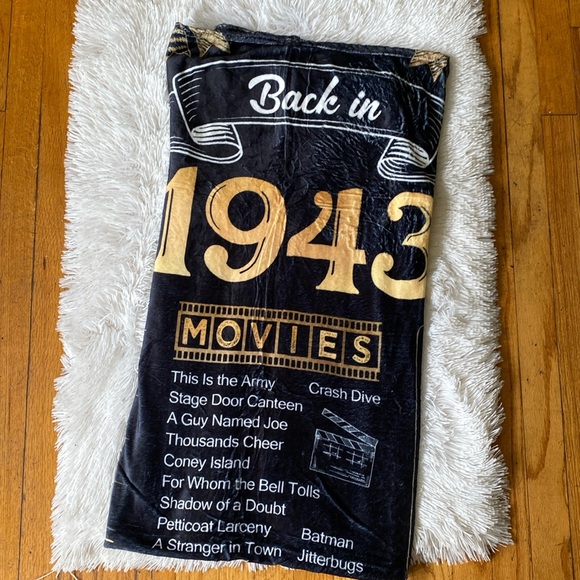 Back in
1943
MOVIES
This Is the Army Crash Dive
Stage Door Canteen
A Guy Named Joe
Thousands Cheer
Coney Island
For Whom the Bell Tolls
Shadow of a Doubt
Petticoat Larceny Batman
A Stranger in Town Jitterbugs